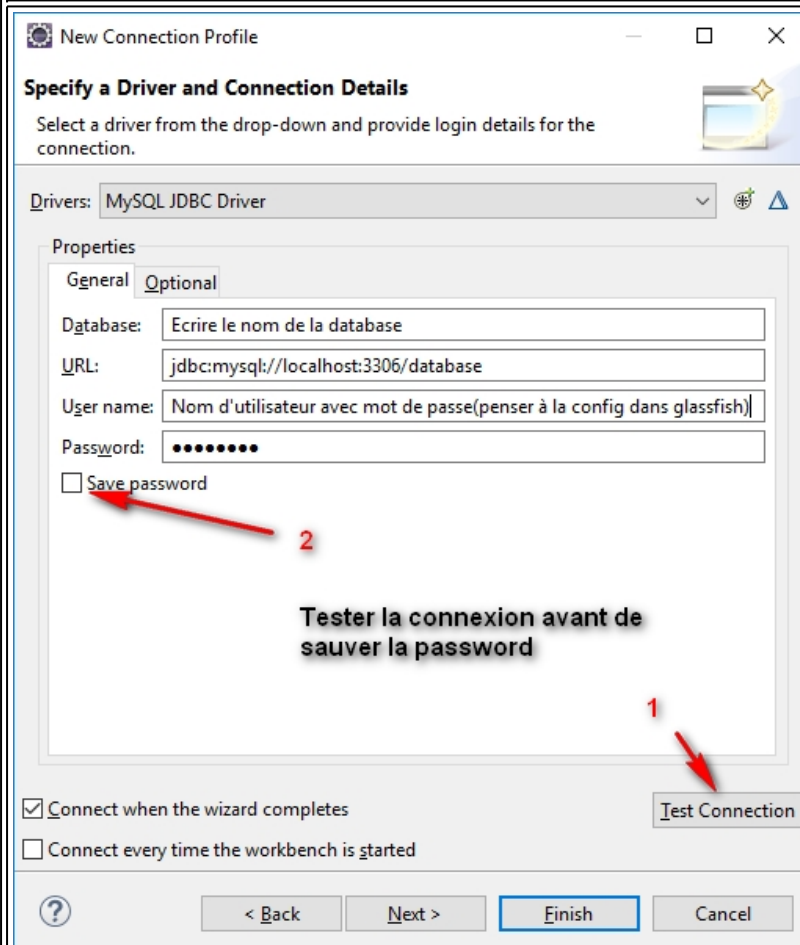 New Connection Profile
Specify a Driver and Connection Details
Select a driver from the drop-down and provide login details for the
connection.
Drivers: MySQL JDBC Driver
Properties
General Optional
Database: Ecrire le nom de la database
URL: jdbc:mysql://localhost:3306/database
User name: Nom d'utilisateur avec mot de passe(penser à la config dans glassfish)
Password: ●●●●●●●●
Save password
2
Tester la connexion avant de
sauver la password
1
Connect when the wizard completes
Test Connection
Connect every time the workbench is started
? < Back Next > Finish Cancel